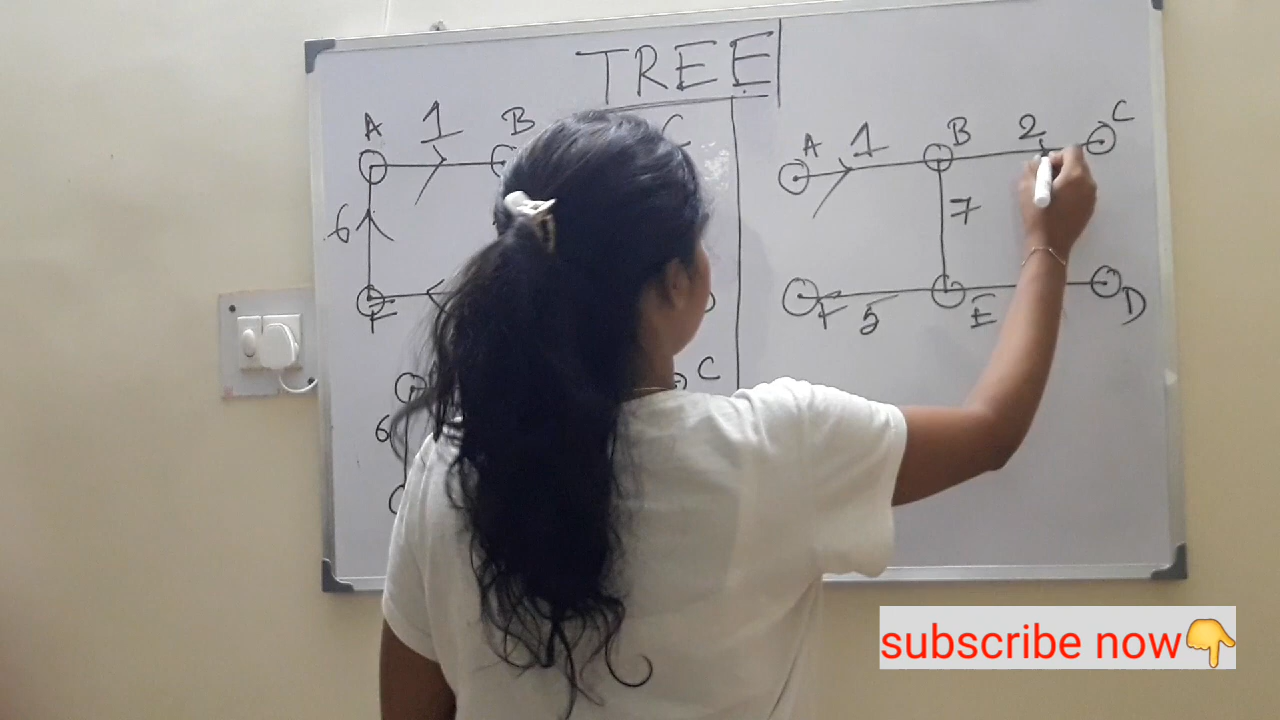 TREE
A 1 B C
6
F
C
6
A 1 B 2 C
7
F 5 E D
subscribe now👇